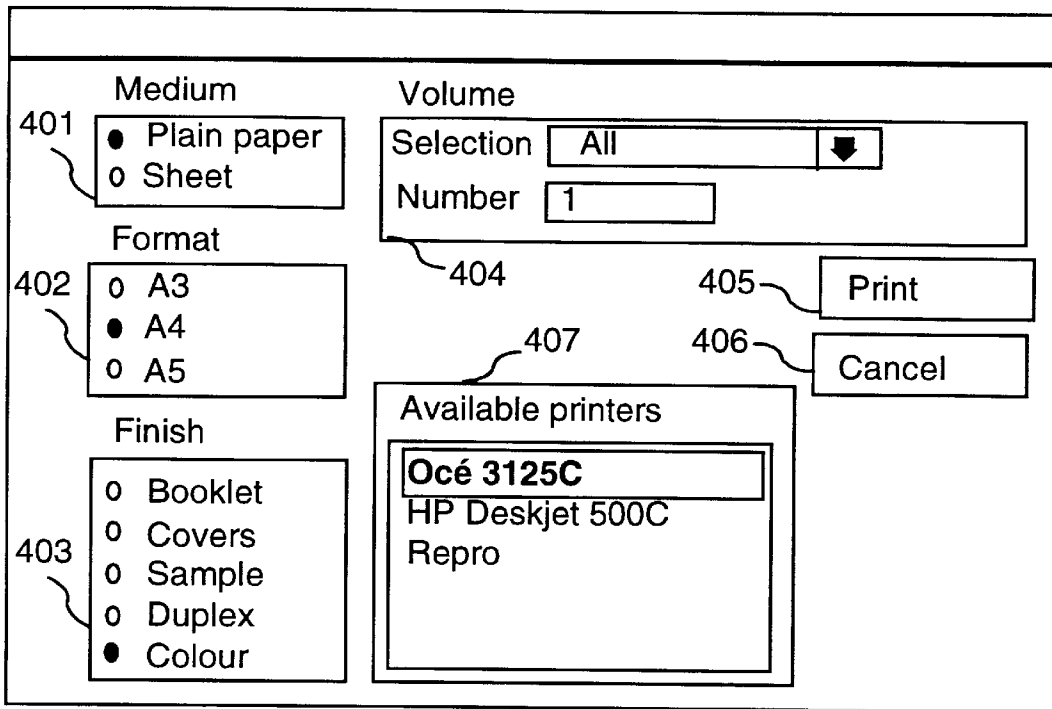 Medium
401
Plain paper
Sheet
Format
402
A3
A4
A5
Finish
403
Booklet
Covers
Sample
Duplex
Colour
Volume
Selection All
Number 1
404
405 Print
406 Cancel
407
Available printers
Océ 3125C
HP Deskjet 500C
Repro